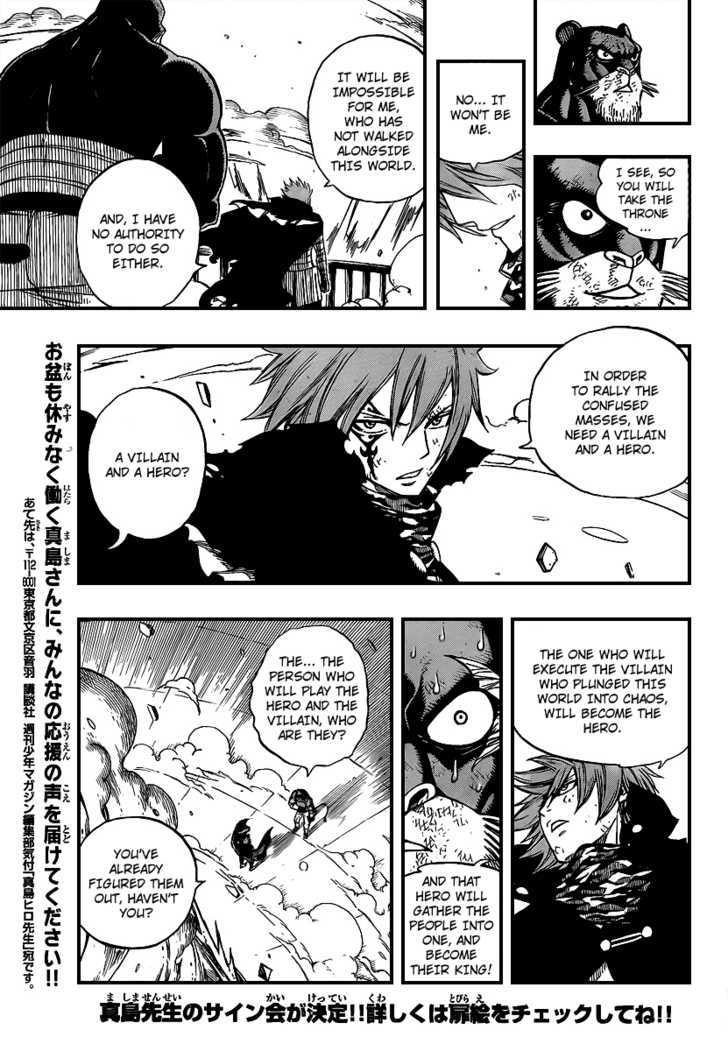 I SEE, SO
YOU WILL
TAKE THE
THRONE
...
NO... IT
WON'T BE
ME.
IT WILL BE
IMPOSSIBLE
FOR ME,
WHO HAS
NOT WALKED
ALONGSIDE
THIS WORLD.
AND, I HAVE
NO AUTHORITY
TO DO SO
EITHER.
IN ORDER
TO RALLY THE
CONFUSED
MASSES, WE
NEED A VILLAIN
AND A HERO.
A VILLAIN
AND A HERO?
THE ONE WHO WILL
EXECUTE THE VILLAIN
WHO PLUNGED THIS
WORLD INTO CHAOS,
WILL BECOME THE
HERO.
AND THAT
HERO WILL
GATHER THE
PEOPLE INTO
ONE, AND
BECOME
THEIR KING!
THE... THE
PERSON WHO
WILL PLAY THE
HERO AND THE
VILLAIN, WHO
ARE THEY?
YOU'VE
ALREADY
FIGURED THEM
OUT, HAVEN'T
YOU?
お盆も休みなく働く真島さんに、みんなの応援の声を届けてください!!
あて先は、〒112-8001東京都文京区音羽 講談社 週刊少年マガジン編集部気付「真島ヒロ先生」宛です。
真島先生のサイン会が決定!!詳しくは扉絵をチェックしてね!!